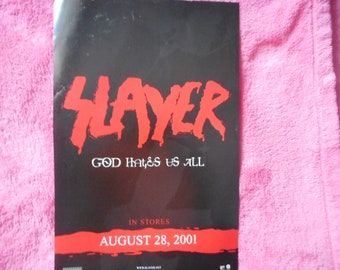 SLAYER
GOD HATES US ALL
IN STORES
AUGUST 28, 2001